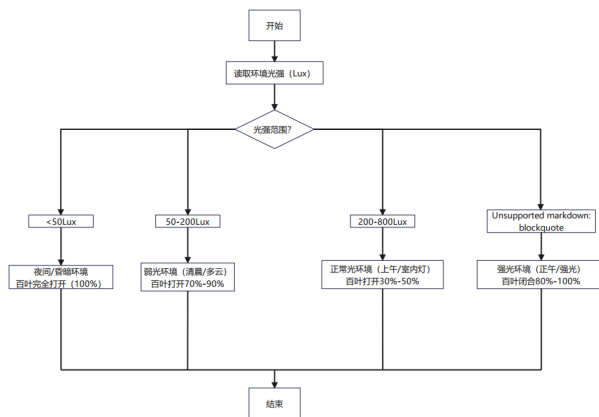 开始
读取环境光强（Lux）
光强范围?
<50Lux
50-200Lux
200-800Lux
Unsupported markdown:
blockquote
夜间/昏暗环境
百叶完全打开（100%）
弱光环境（清晨/多云）
百叶打开70%-90%
正常光环境（上午/室内灯）
百叶打开30%-50%
强光环境（正午/强光）
百叶闭合80%-100%
结束